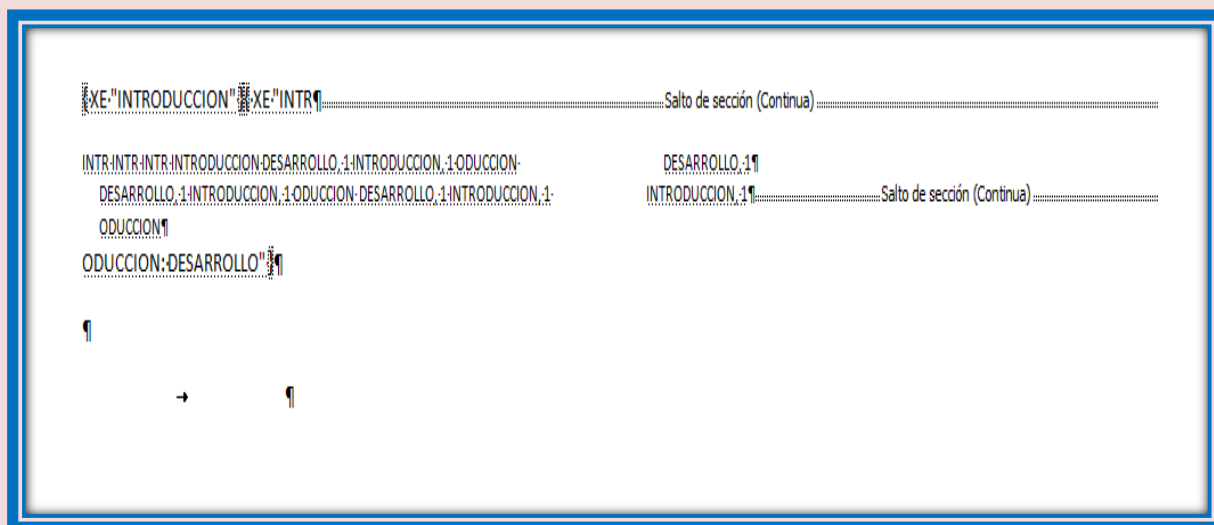 {·XE·"INTRODUCCION"·}{·XE·"INTR¶ Salto de sección (Continua)
INTR·INTR·INTR·INTRODUCCION·DESARROLLO,·1·INTRODUCCION,·1·ODUCCION·
DESARROLLO,·1·INTRODUCCION,·1·ODUCCION·DESARROLLO,·1·INTRODUCCION,·1·
ODUCCION¶
DESARROLLO,·1¶
INTRODUCCION,·1¶ Salto de sección (Continua)
ODUCCION:·DESARROLLO"·}¶
¶
→ ¶